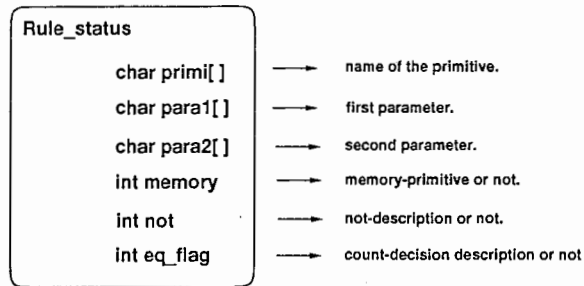 Rule_status
char primi[ ] name of the primitive.
char para1[ ] first parameter.
char para2[ ] second parameter.
int memory memory-primitive or not.
int not not-description or not.
int eq_flag count-decision description or not